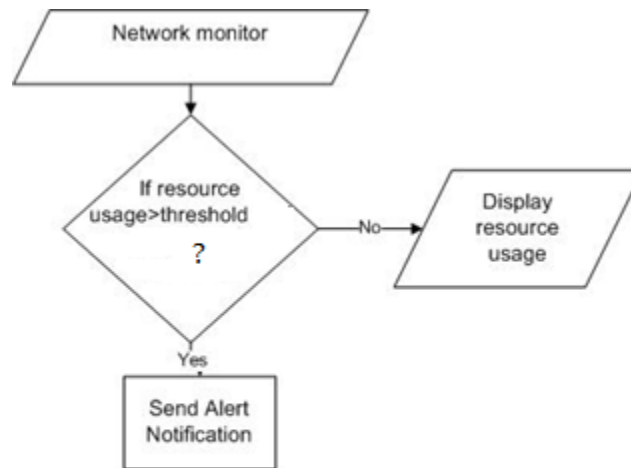 Network monitor
If resource
usage>threshold
?
No
Display
resource
usage
Yes
Send Alert
Notification